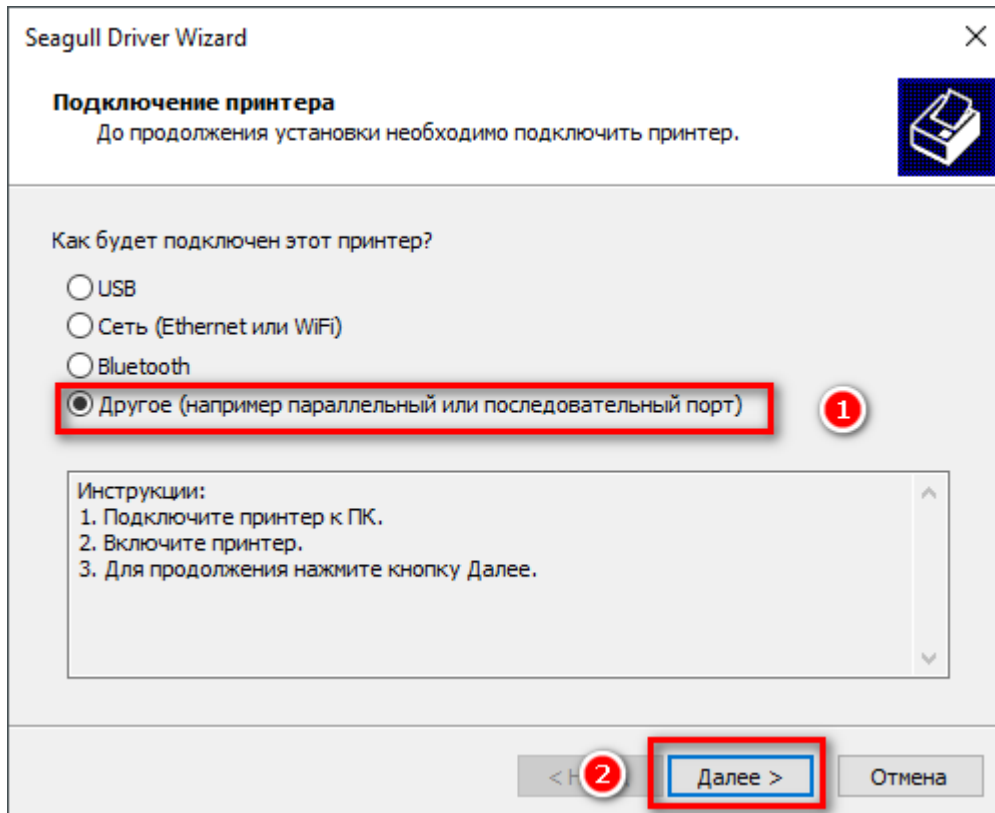 Seagull Driver Wizard
Подключение принтера
До продолжения установки необходимо подключить принтер.
Как будет подключен этот принтер?
USB
Сеть (Ethernet или WiFi)
Bluetooth
Другое (например параллельный или последовательный порт)
1
Инструкции:
1. Подключите принтер к ПК.
2. Включите принтер.
3. Для продолжения нажмите кнопку Далее.
<
2
Далее >
Отмена